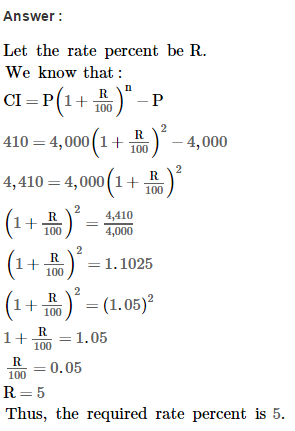 Answer :
Let the rate percent be R.
We know that :
CI = P(1 + R/100)^n − P
410 = 4,000(1 + R/100)^2 − 4,000
4,410 = 4,000(1 + R/100)^2
(1 + R/100)^2 = 4,410/4,000
(1 + R/100)^2 = 1.1025
(1 + R/100)^2 = (1.05)^2
1 + R/100 = 1.05
R/100 = 0.05
R = 5
Thus, the required rate percent is 5.